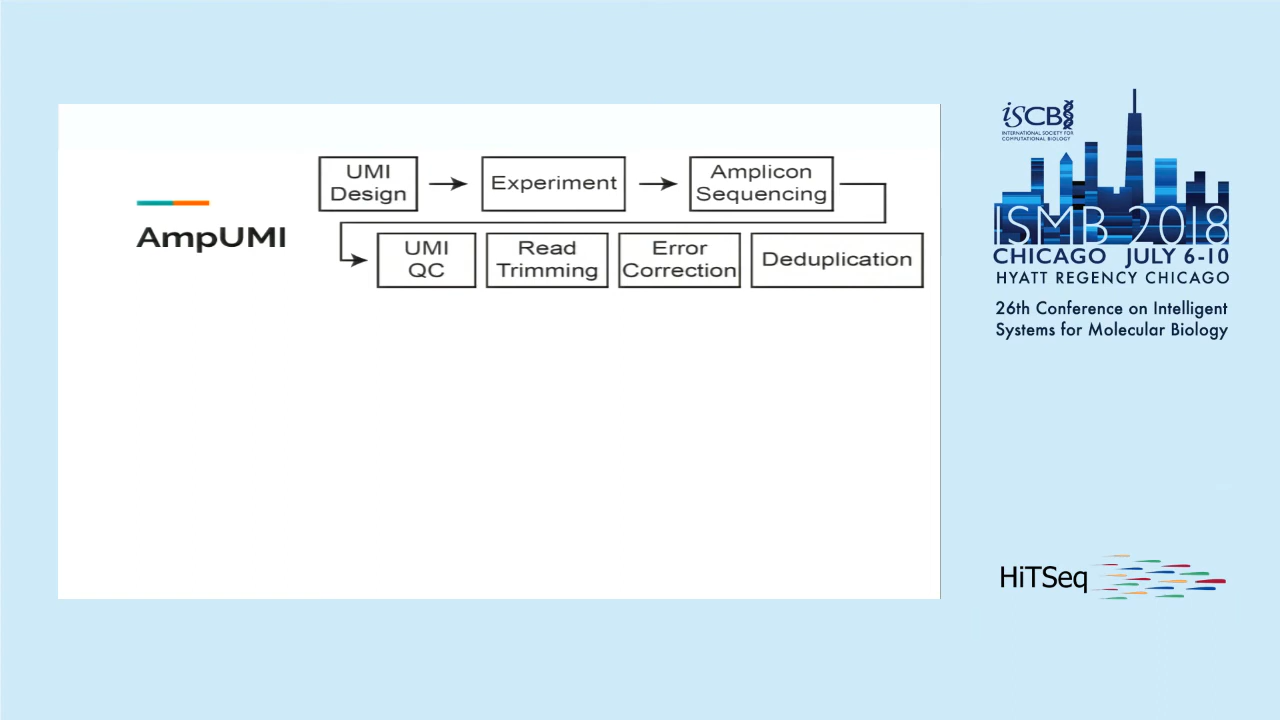 AmpUMI
UMI
Design
Experiment
Amplicon
Sequencing
UMI
QC
Read
Trimming
Error
Correction
Deduplication
iSCB
INTERNATIONAL SOCIETY FOR
COMPUTATIONAL BIOLOGY
ISMB 2018
CHICAGO JULY 6-10
HYATT REGENCY CHICAGO
26th Conference on Intelligent
Systems for Molecular Biology
HiTSeq